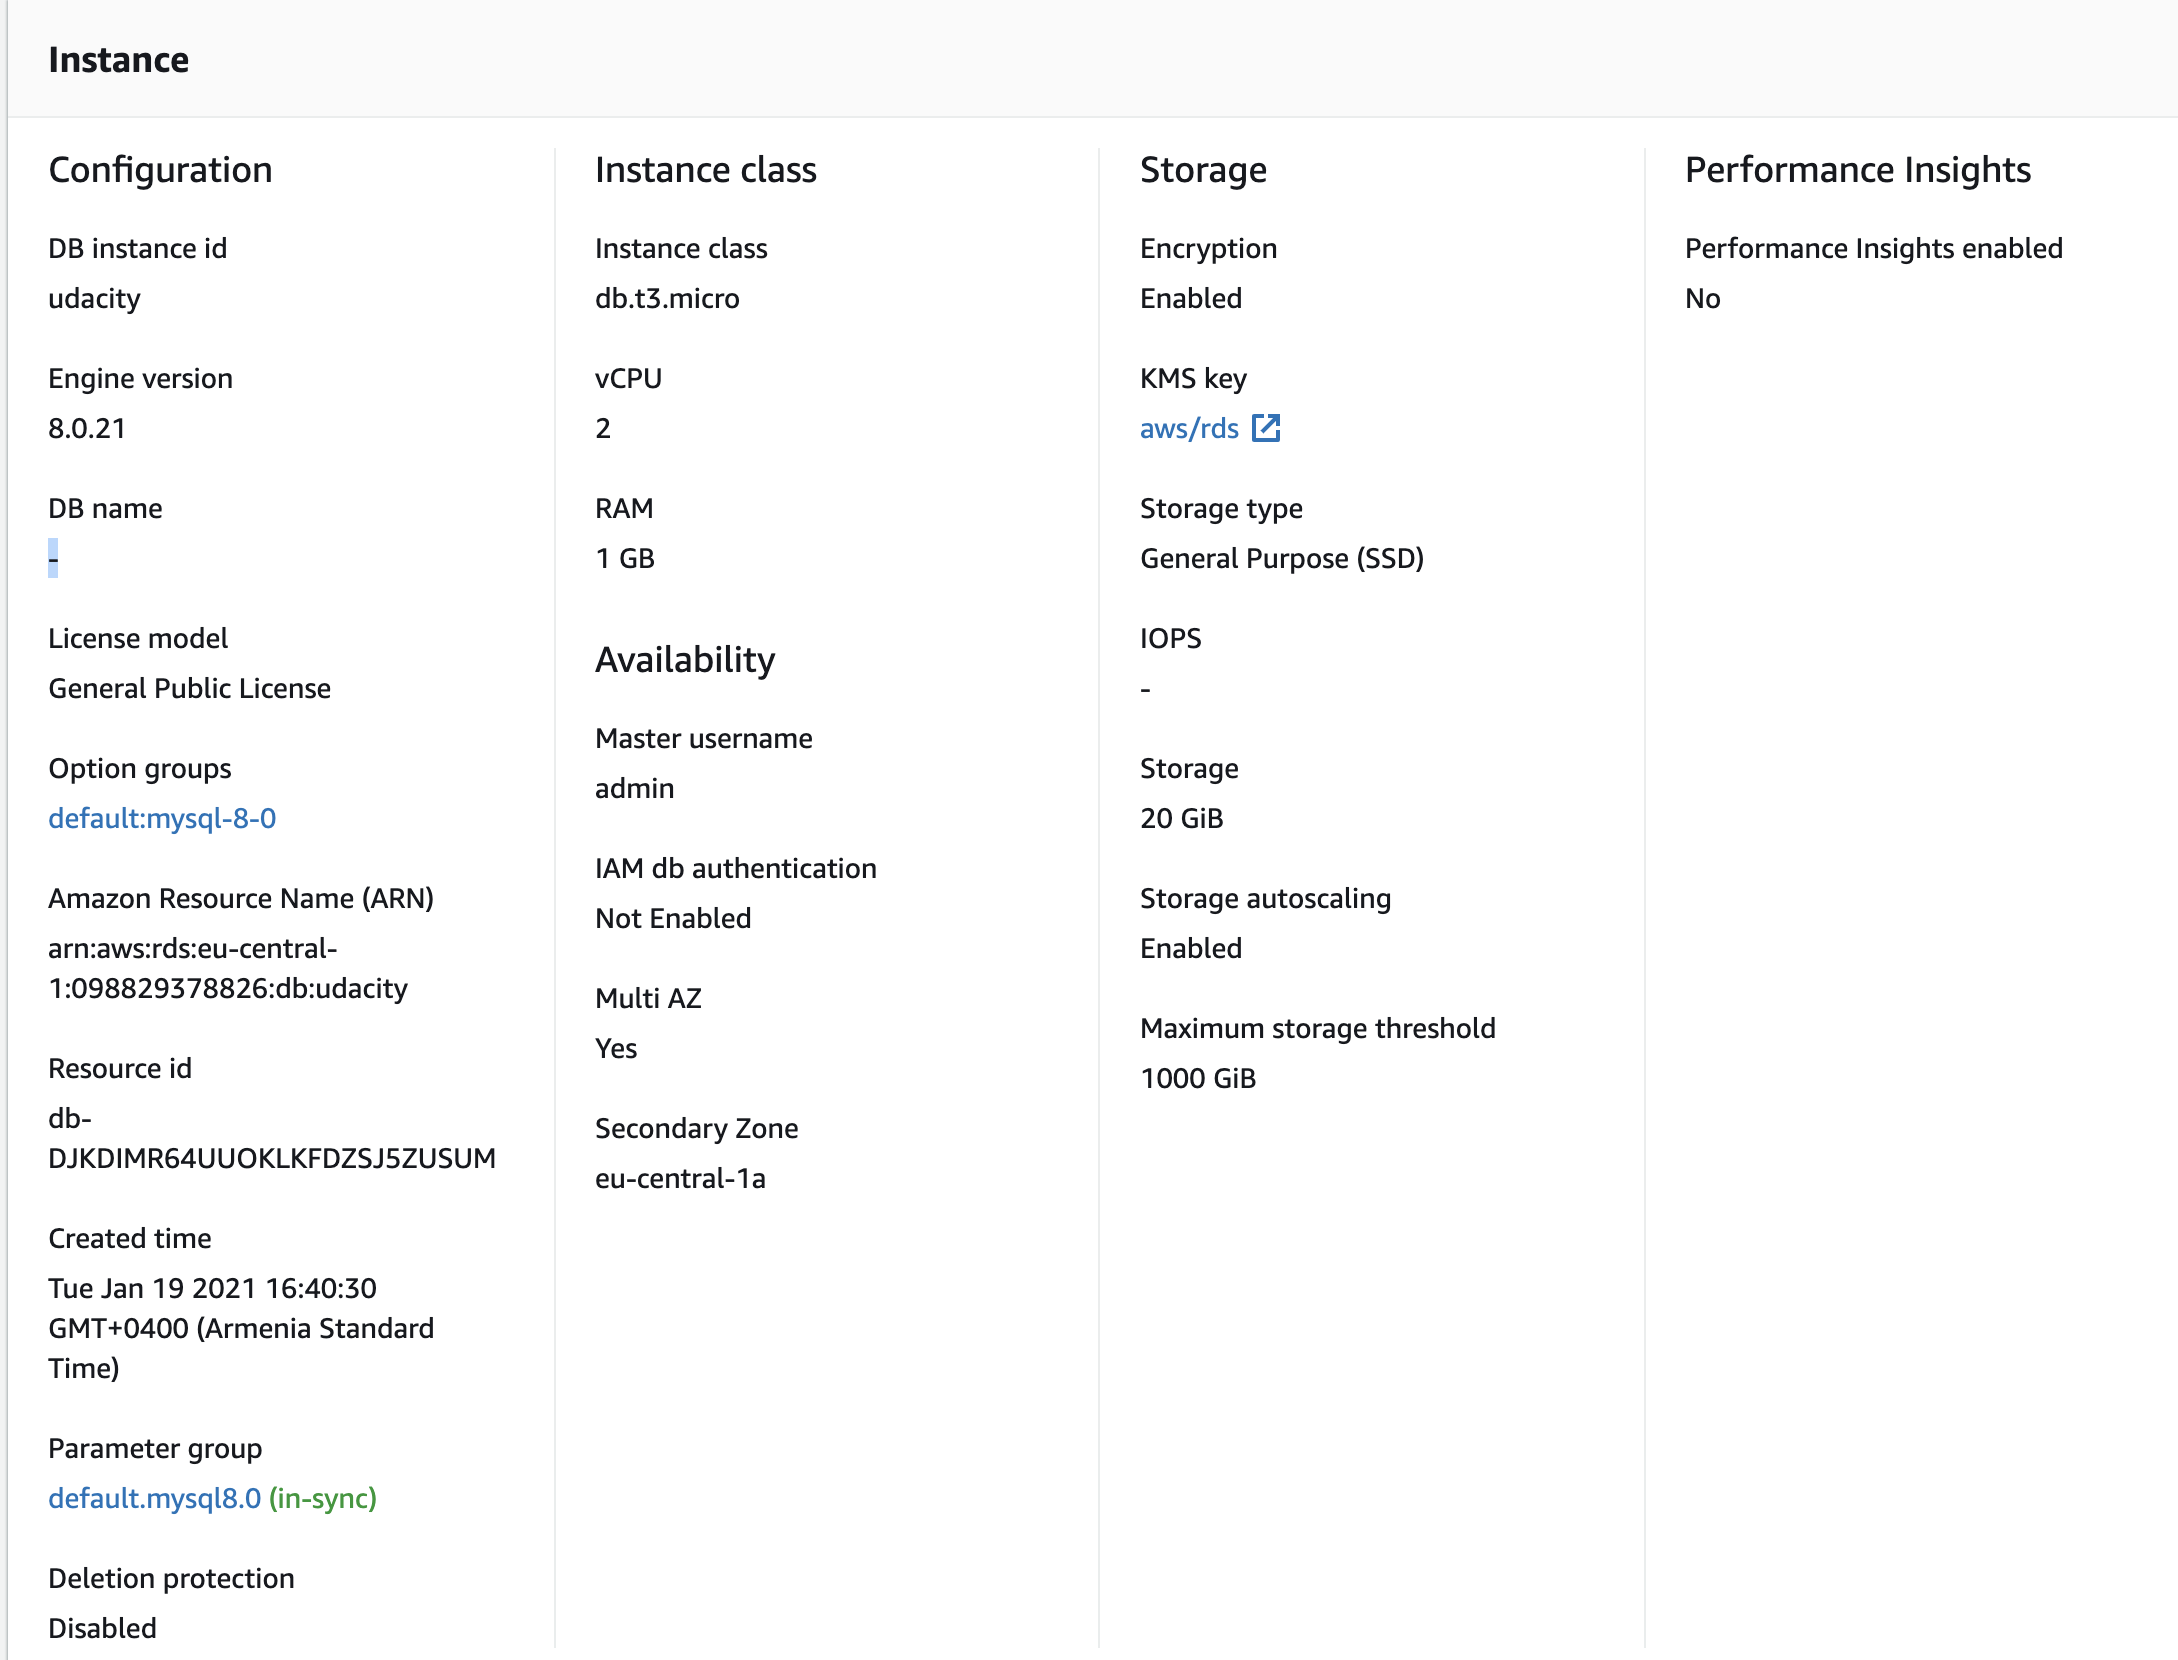 Instance
Configuration
DB instance id
udacity
Engine version
8.0.21
DB name
-
License model
General Public License
Option groups
default:mysql-8-0
Amazon Resource Name (ARN)
arn:aws:rds:eu-central-
1:098829378826:db:udacity
Resource id
db-
DJKDIMR64UUOKLKFDZSJ5ZUSUM
Created time
Tue Jan 19 2021 16:40:30
GMT+0400 (Armenia Standard
Time)
Parameter group
default.mysql8.0 (in-sync)
Deletion protection
Disabled
Instance class
Instance class
db.t3.micro
vCPU
2
RAM
1 GB
Availability
Master username
admin
IAM db authentication
Not Enabled
Multi AZ
Yes
Secondary Zone
eu-central-1a
Storage
Encryption
Enabled
KMS key
aws/rds
Storage type
General Purpose (SSD)
IOPS
-
Storage
20 GiB
Storage autoscaling
Enabled
Maximum storage threshold
1000 GiB
Performance Insights
Performance Insights enabled
No